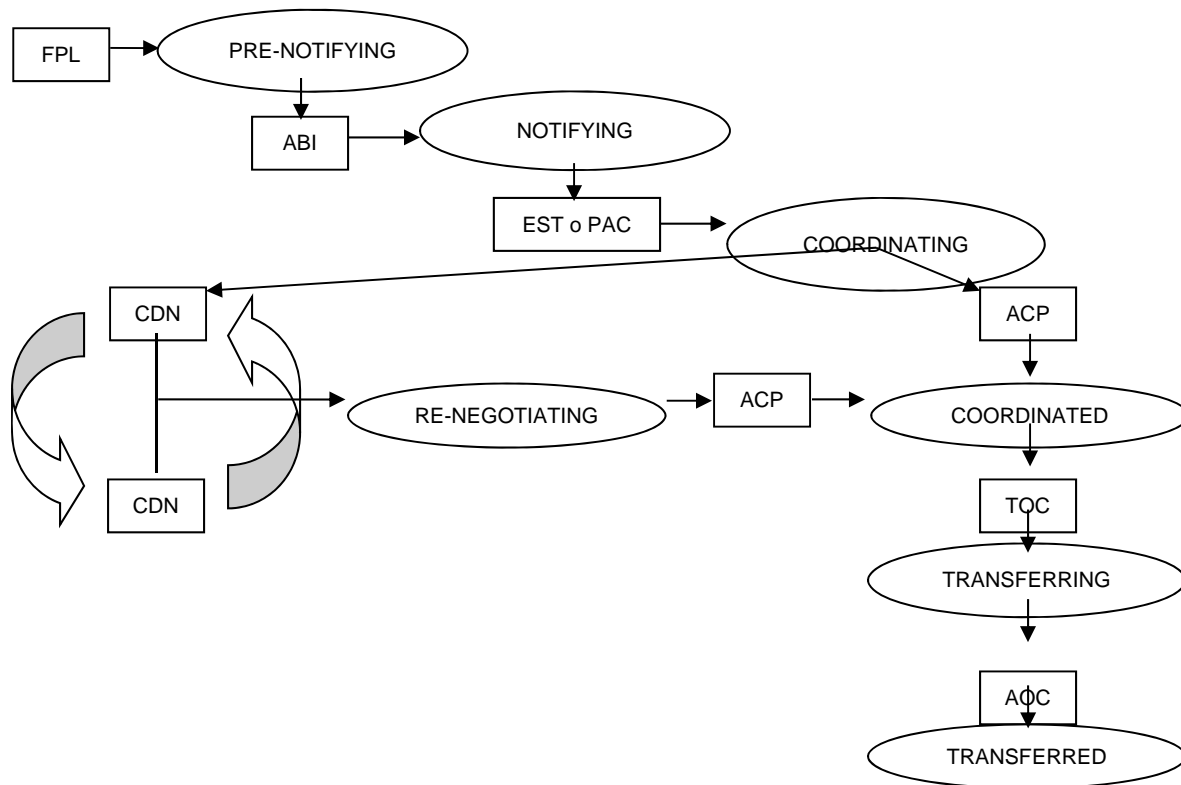 FPL
PRE-NOTIFYING
ABI
NOTIFYING
EST o PAC
COORDINATING
CDN
ACP
RE-NEGOTIATING
ACP
COORDINATED
CDN
TOC
TRANSFERRING
AOC
TRANSFERRED